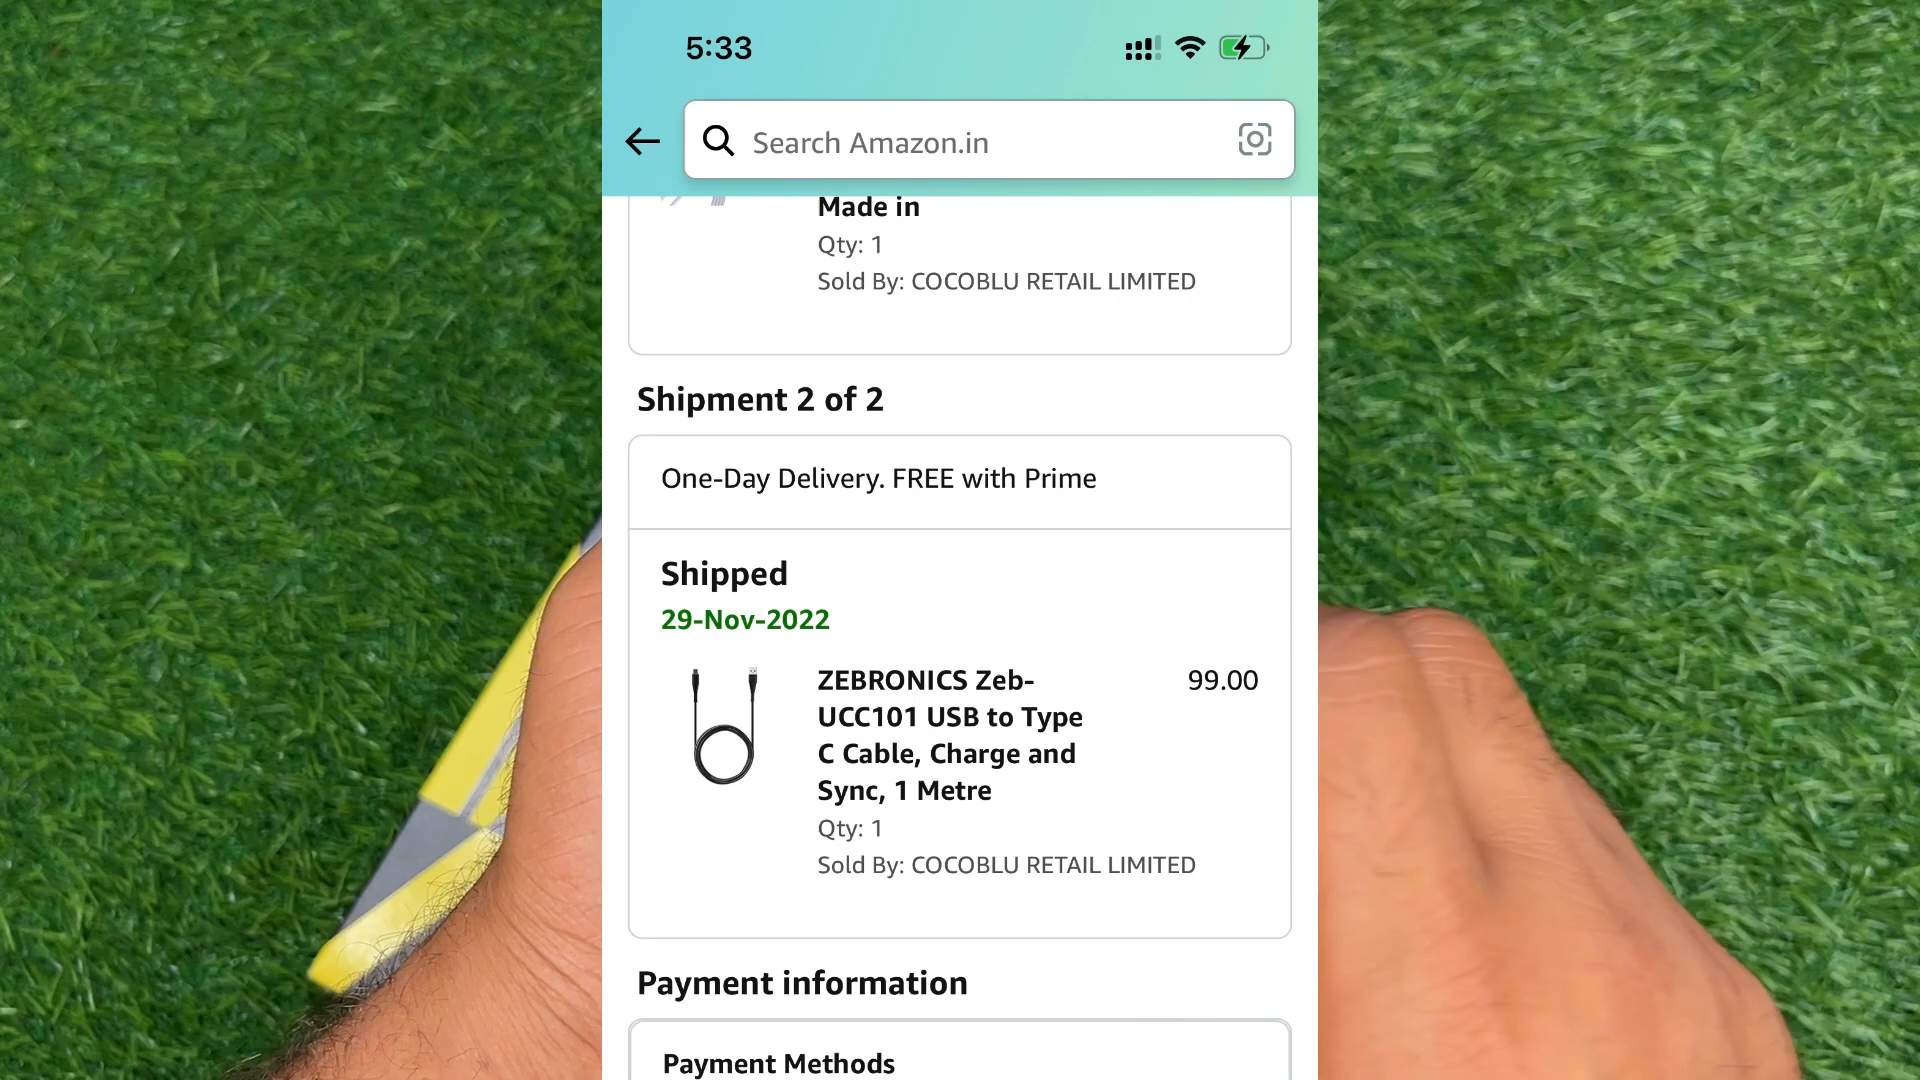 5:33
Search Amazon.in
Made in
Qty: 1
Sold By: COCOBLU RETAIL LIMITED
Shipment 2 of 2
One-Day Delivery. FREE with Prime
Shipped
29-Nov-2022
ZEBRONICS Zeb-
99.00
UCC101 USB to Type
C Cable, Charge and
Sync, 1 Metre
Qty: 1
Sold By: COCOBLU RETAIL LIMITED
Payment information
Payment Methods